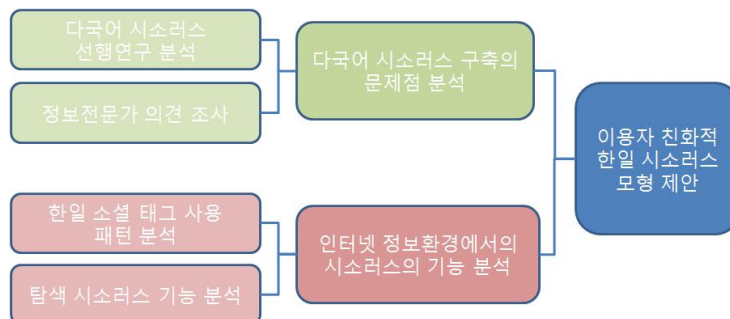 다국어 시소러스
선행연구 분석
정보전문가 의견 조사
다국어 시소러스 구축의
문제점 분석
한일 소셜 태그 사용
패턴 분석
탐색 시소러스 기능 분석
인터넷 정보환경에서의
시소러스의 기능 분석
이용자 친화적
한일 시소러스
모형 제안